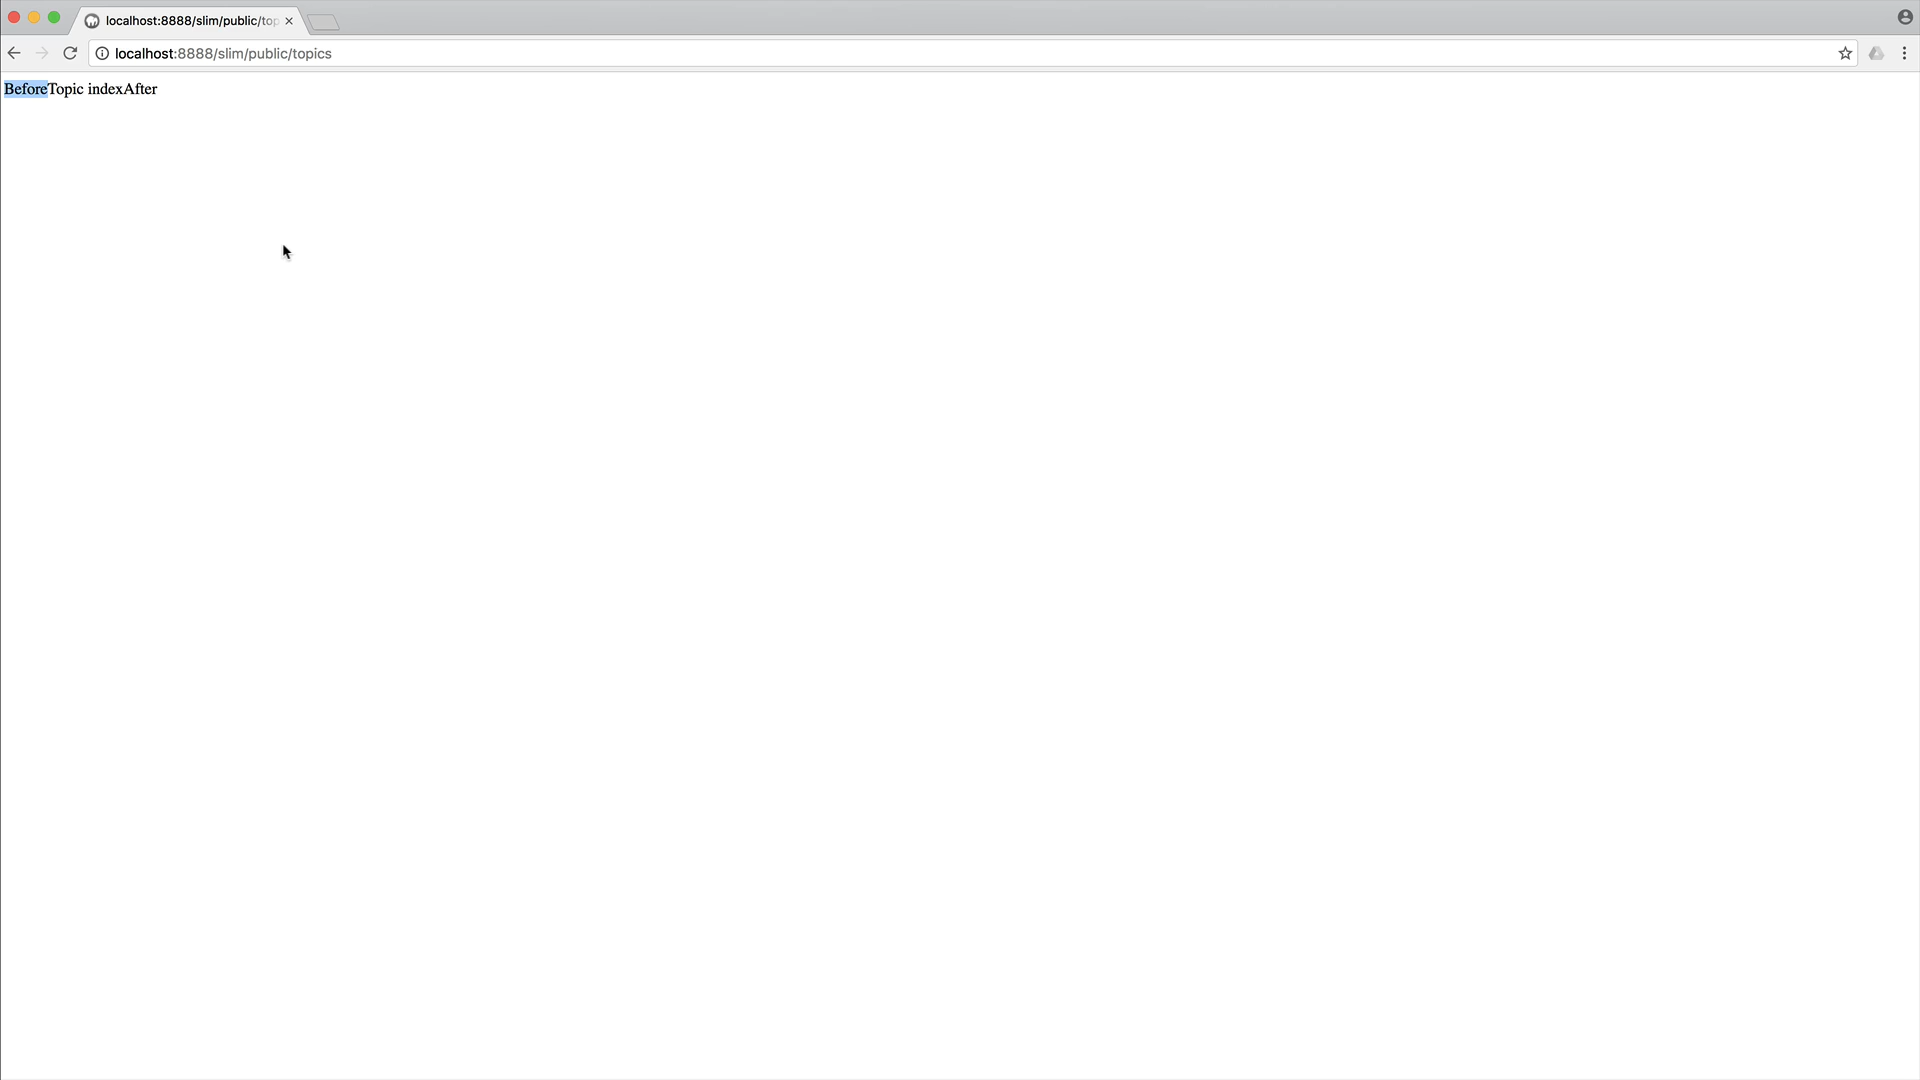 localhost:8888/slim/public/top
localhost:8888/slim/public/topics
BeforeTopic indexAfter